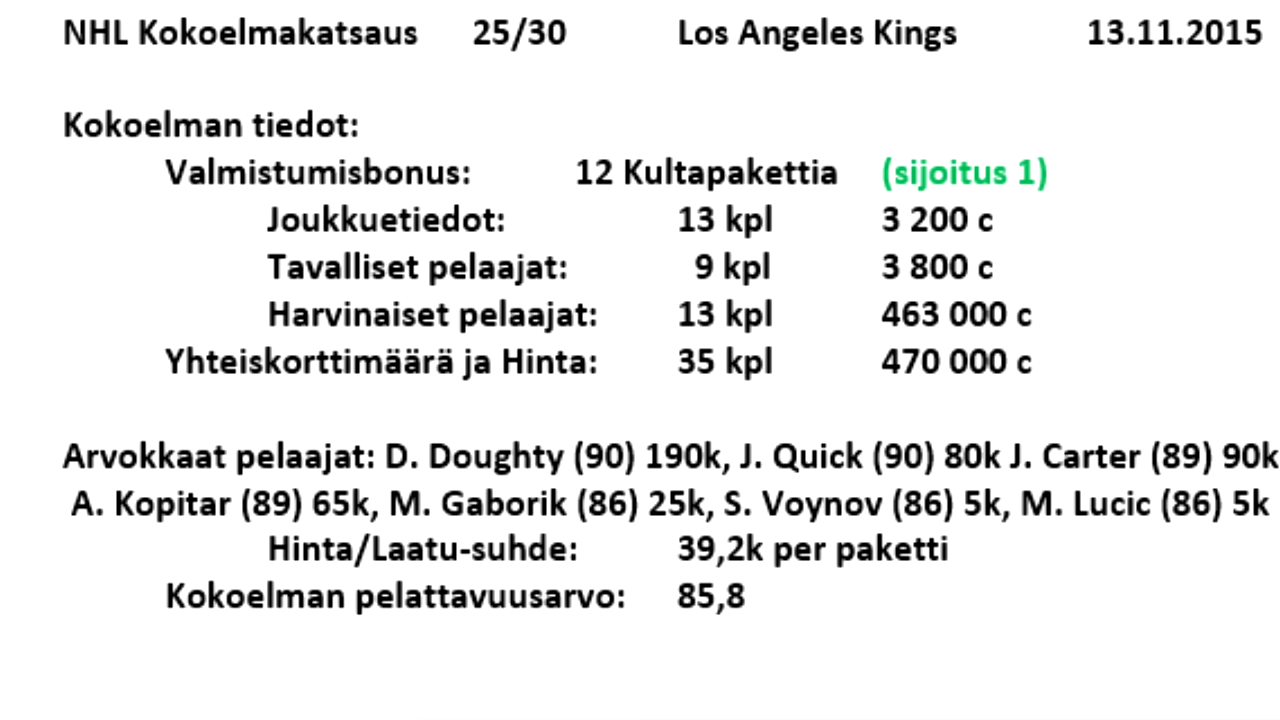 NHL Kokoelmakatsaus 25/30 Los Angeles Kings 13.11.2015
Kokoelman tiedot:
Valmistumisbonus: 12 Kultapakettia (sijoitus 1)
Joukkuetiedot: 13 kpl 3 200 c
Tavalliset pelaajat: 9 kpl 3 800 c
Harvinaiset pelaajat: 13 kpl 463 000 c
Yhteiskorttimäärä ja Hinta: 35 kpl 470 000 c
Arvokkaat pelaajat: D. Doughty (90) 190k, J. Quick (90) 80k J. Carter (89) 90k
A. Kopitar (89) 65k, M. Gaborik (86) 25k, S. Voynov (86) 5k, M. Lucic (86) 5k
Hinta/Laatu-suhde: 39,2k per paketti
Kokoelman pelattavuusarvo: 85,8